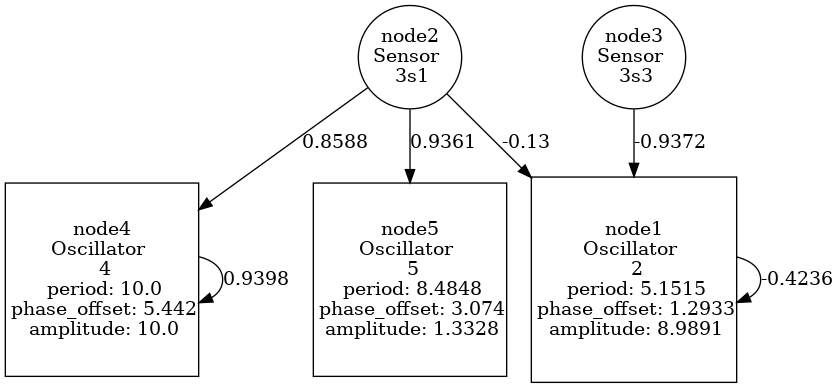 node2
Sensor
3s1
node3
Sensor
3s3
0.8588
0.9361
-0.13
-0.9372
node4
Oscillator
4
period: 10.0
phase_offset: 5.442
amplitude: 10.0
0.9398
node5
Oscillator
5
period: 8.4848
phase_offset: 3.074
amplitude: 1.3328
node1
Oscillator
2
period: 5.1515
phase_offset: 1.2933
amplitude: 8.9891
-0.4236